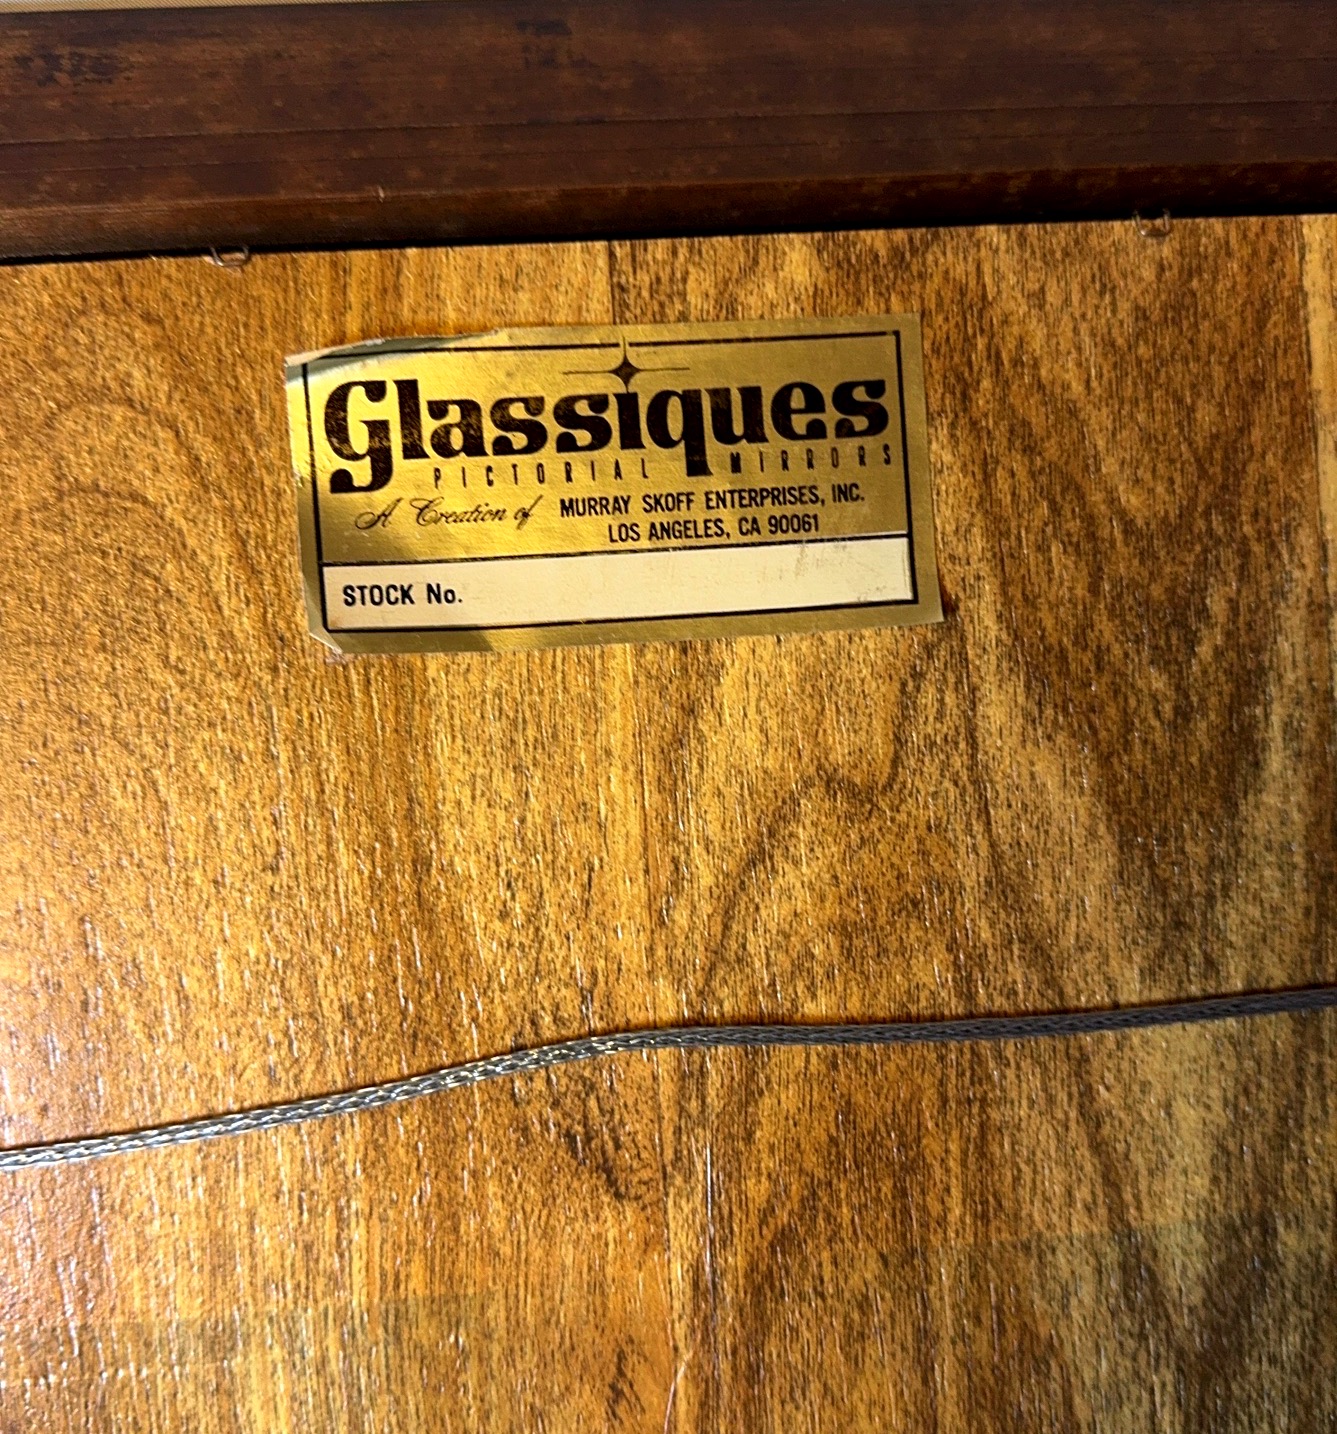 Glassiques
PICTORIAL MIRRORS
A Creation of MURRAY SKOFF ENTERPRISES, INC.
LOS ANGELES, CA 90061
STOCK No.